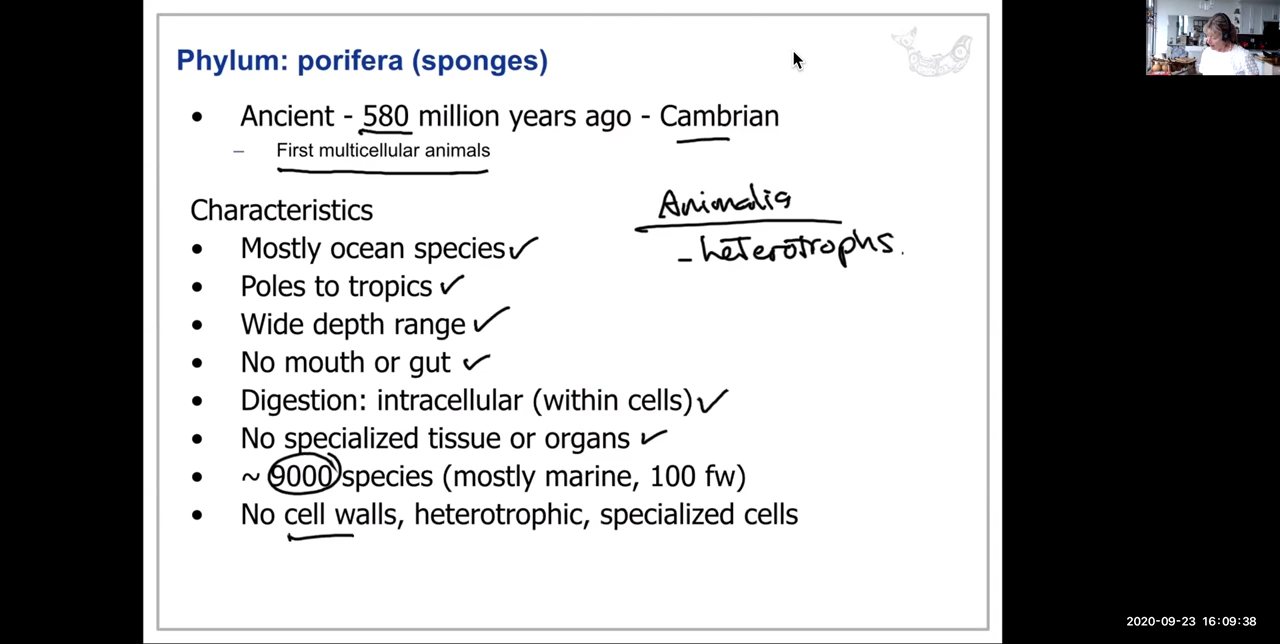 Phylum: porifera (sponges)
• Ancient - 580 million years ago - Cambrian
– First multicellular animals
Animalia
- heterotrophs.
Characteristics
• Mostly ocean species
• Poles to tropics
• Wide depth range
• No mouth or gut
• Digestion: intracellular (within cells)
• No specialized tissue or organs
• ~ 9000 species (mostly marine, 100 fw)
• No cell walls, heterotrophic, specialized cells
2020-09-23 16:09:38